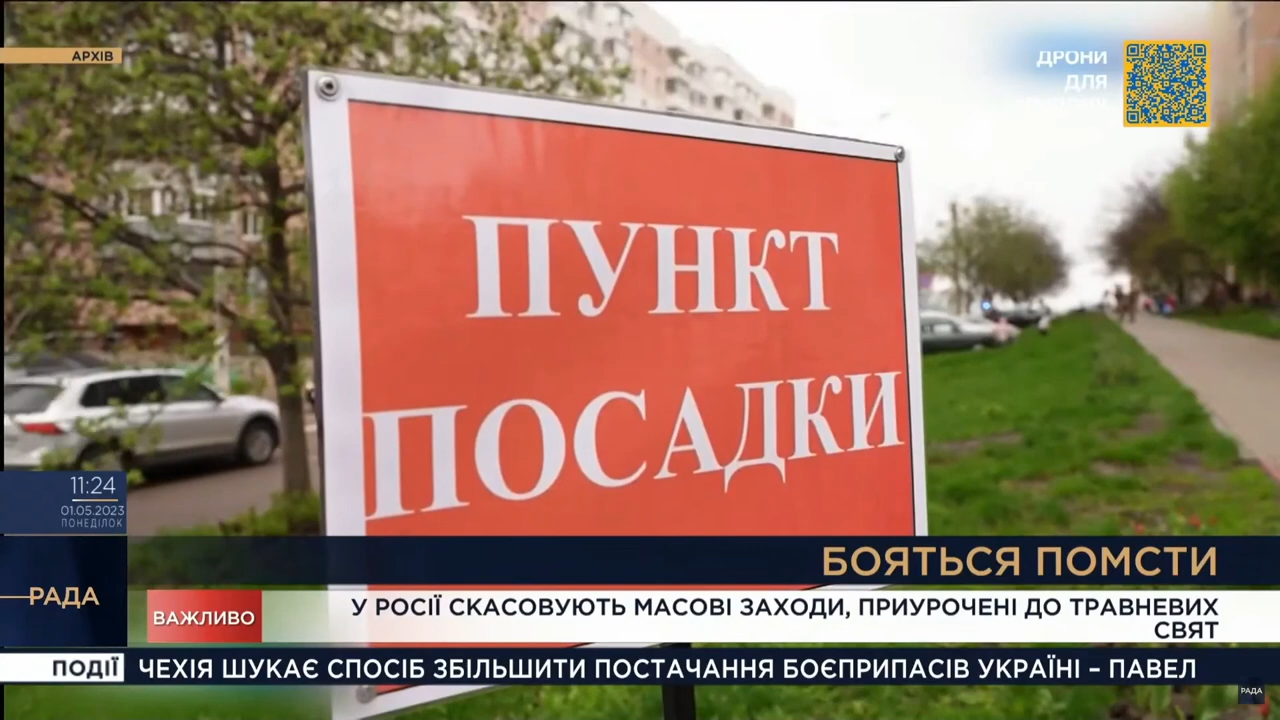 АРХІВ
ДРОНИ
ДЛЯ
ПУНКТ
ПОСАДКИ
11:24
01.05.2023
ПОНЕДІЛОК
БОЯТЬСЯ ПОМСТИ
РАДА
ВАЖЛИВО
У РОСІЇ СКАСОВУЮТЬ МАСОВІ ЗАХОДИ, ПРИУРОЧЕНІ ДО ТРАВНЕВИХ
СВЯТ
ПОДІЇ ЧЕХІЯ ШУКАЄ СПОСІБ ЗБІЛЬШИТИ ПОСТАЧАННЯ БОЄПРИПАСІВ УКРАЇНІ – ПАВЕЛ
РАДА